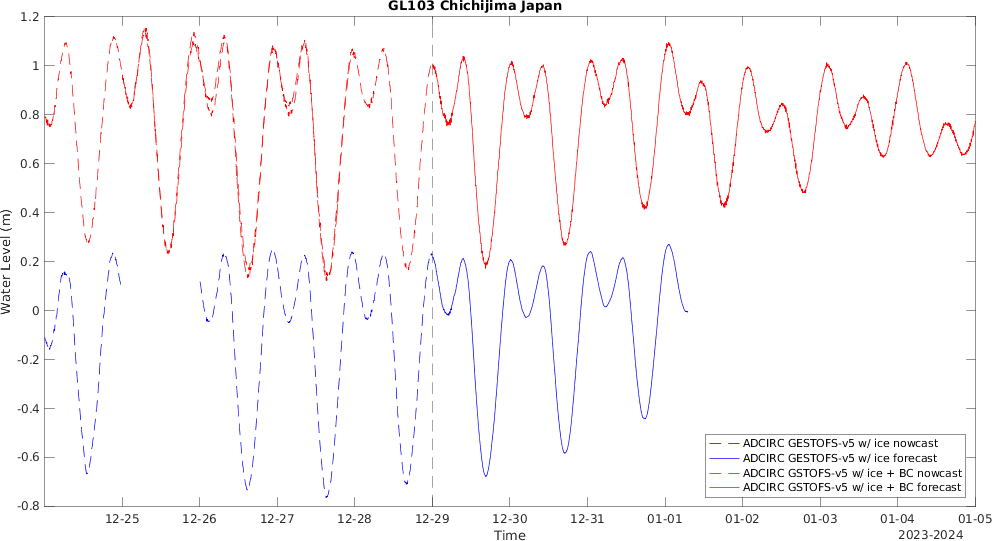 GL103 Chichijima Japan
1.2
1
0.8
0.6
0.4
0.2
0
-0.2
-0.4
-0.6
-0.8
Water Level (m)
ADCIRC GESTOFS-v5 w/ ice nowcast
ADCIRC GESTOFS-v5 w/ ice forecast
ADCIRC GSTOFS-v5 w/ ice + BC nowcast
ADCIRC GSTOFS-v5 w/ ice + BC forecast
12-25 12-26 12-27 12-28 12-29 12-30 12-31 01-01 01-02 01-03 01-04 01-05
Time
2023-2024